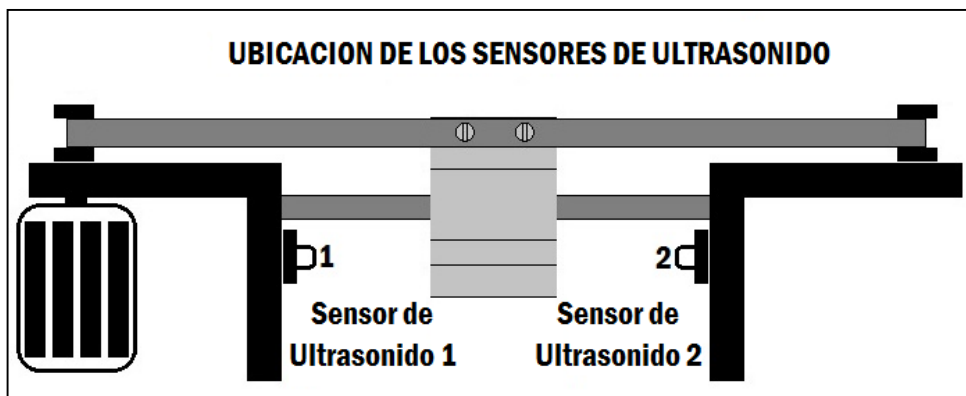 UBICACION DE LOS SENSORES DE ULTRASONIDO
1
2
Sensor de
Ultrasonido 1
Sensor de
Ultrasonido 2